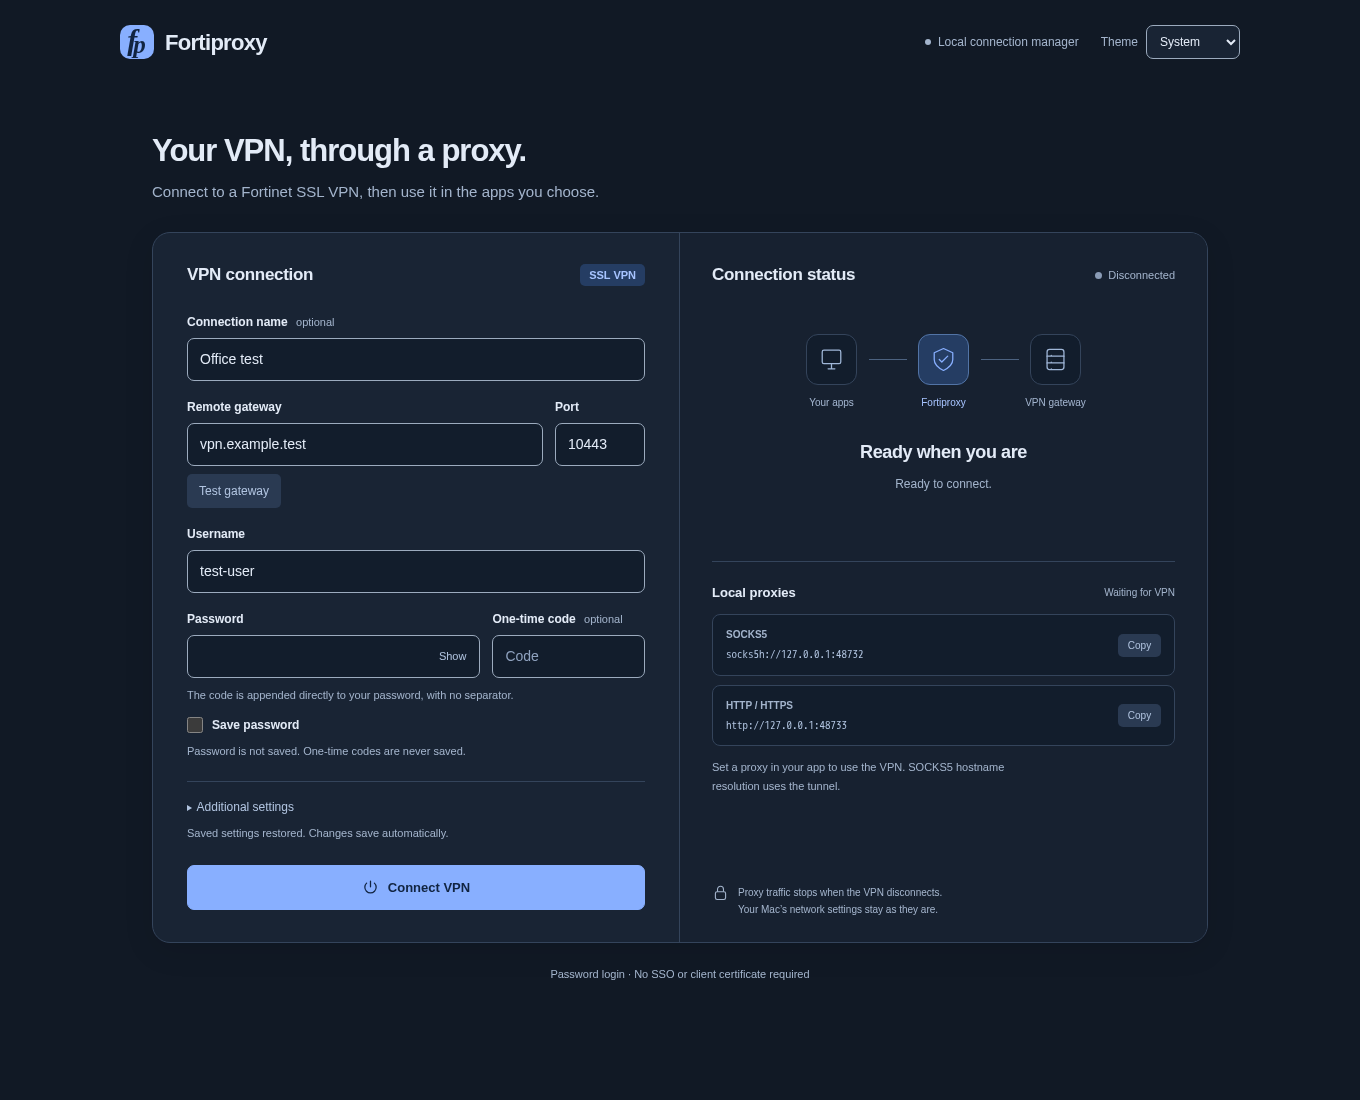 fp Fortiproxy
Local connection manager
Theme System
Your VPN, through a proxy.
Connect to a Fortinet SSL VPN, then use it in the apps you choose.
VPN connection
SSL VPN
Connection name optional
Office test
Remote gateway
Port
vpn.example.test
10443
Test gateway
Username
test-user
Password
One-time code optional
Show
Code
The code is appended directly to your password, with no separator.
Save password
Password is not saved. One-time codes are never saved.
Additional settings
Saved settings restored. Changes save automatically.
Connect VPN
Connection status
Disconnected
Your apps
Fortiproxy
VPN gateway
Ready when you are
Ready to connect.
Local proxies
Waiting for VPN
SOCKS5
socks5h://127.0.0.1:48732
Copy
HTTP / HTTPS
http://127.0.0.1:48733
Copy
Set a proxy in your app to use the VPN. SOCKS5 hostname
resolution uses the tunnel.
Proxy traffic stops when the VPN disconnects.
Your Mac’s network settings stay as they are.
Password login · No SSO or client certificate required